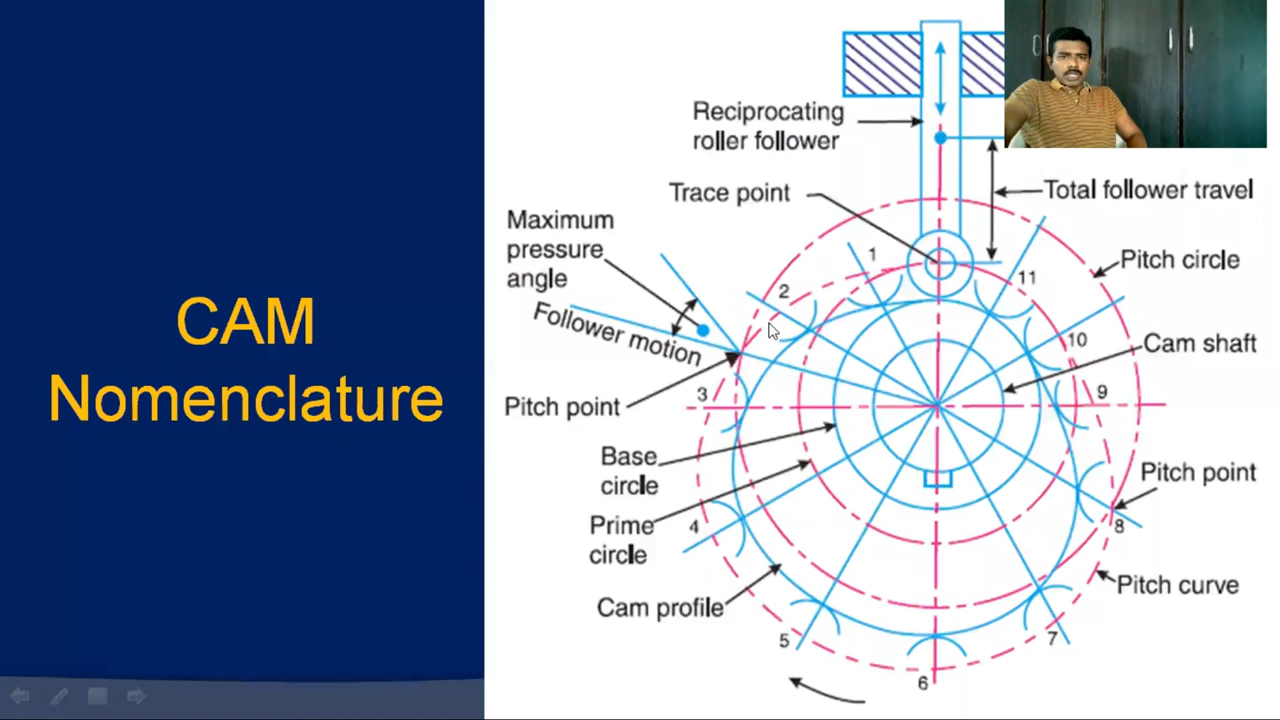 CAM
Nomenclature
Reciprocating
roller follower
Trace point
Total follower travel
Maximum
pressure
angle
Pitch circle
1
11
2
Follower motion
10
Cam shaft
3
9
Pitch point
Base
circle
Pitch point
Prime
circle
4
8
Cam profile
Pitch curve
5
7
6